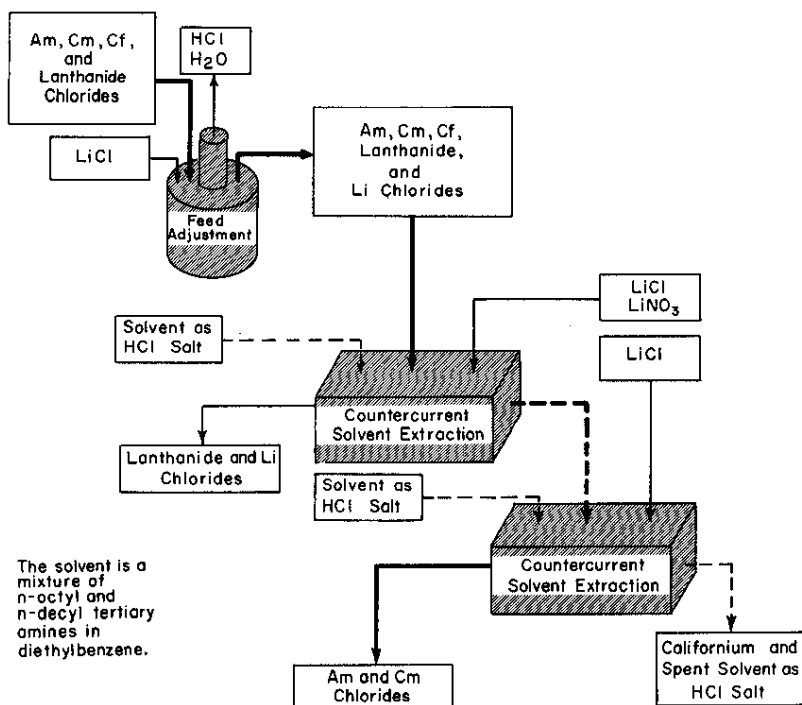 Am, Cm, Cf,
and
Lanthanide
Chlorides
HCl
H₂O
LiCl
Feed
Adjustment
Am, Cm, Cf,
Lanthanide,
and
Li Chlorides
LiCl
LiNO₃
Solvent as
HCl Salt
LiCl
Countercurrent
Solvent Extraction
Lanthanide and Li
Chlorides
Solvent as
HCl Salt
Countercurrent
Solvent Extraction
The solvent is a
mixture of
n-octyl and
n-decyl tertiary
amines in
diethylbenzene.
Am and Cm
Chlorides
Californium and
Spent Solvent as
HCl Salt